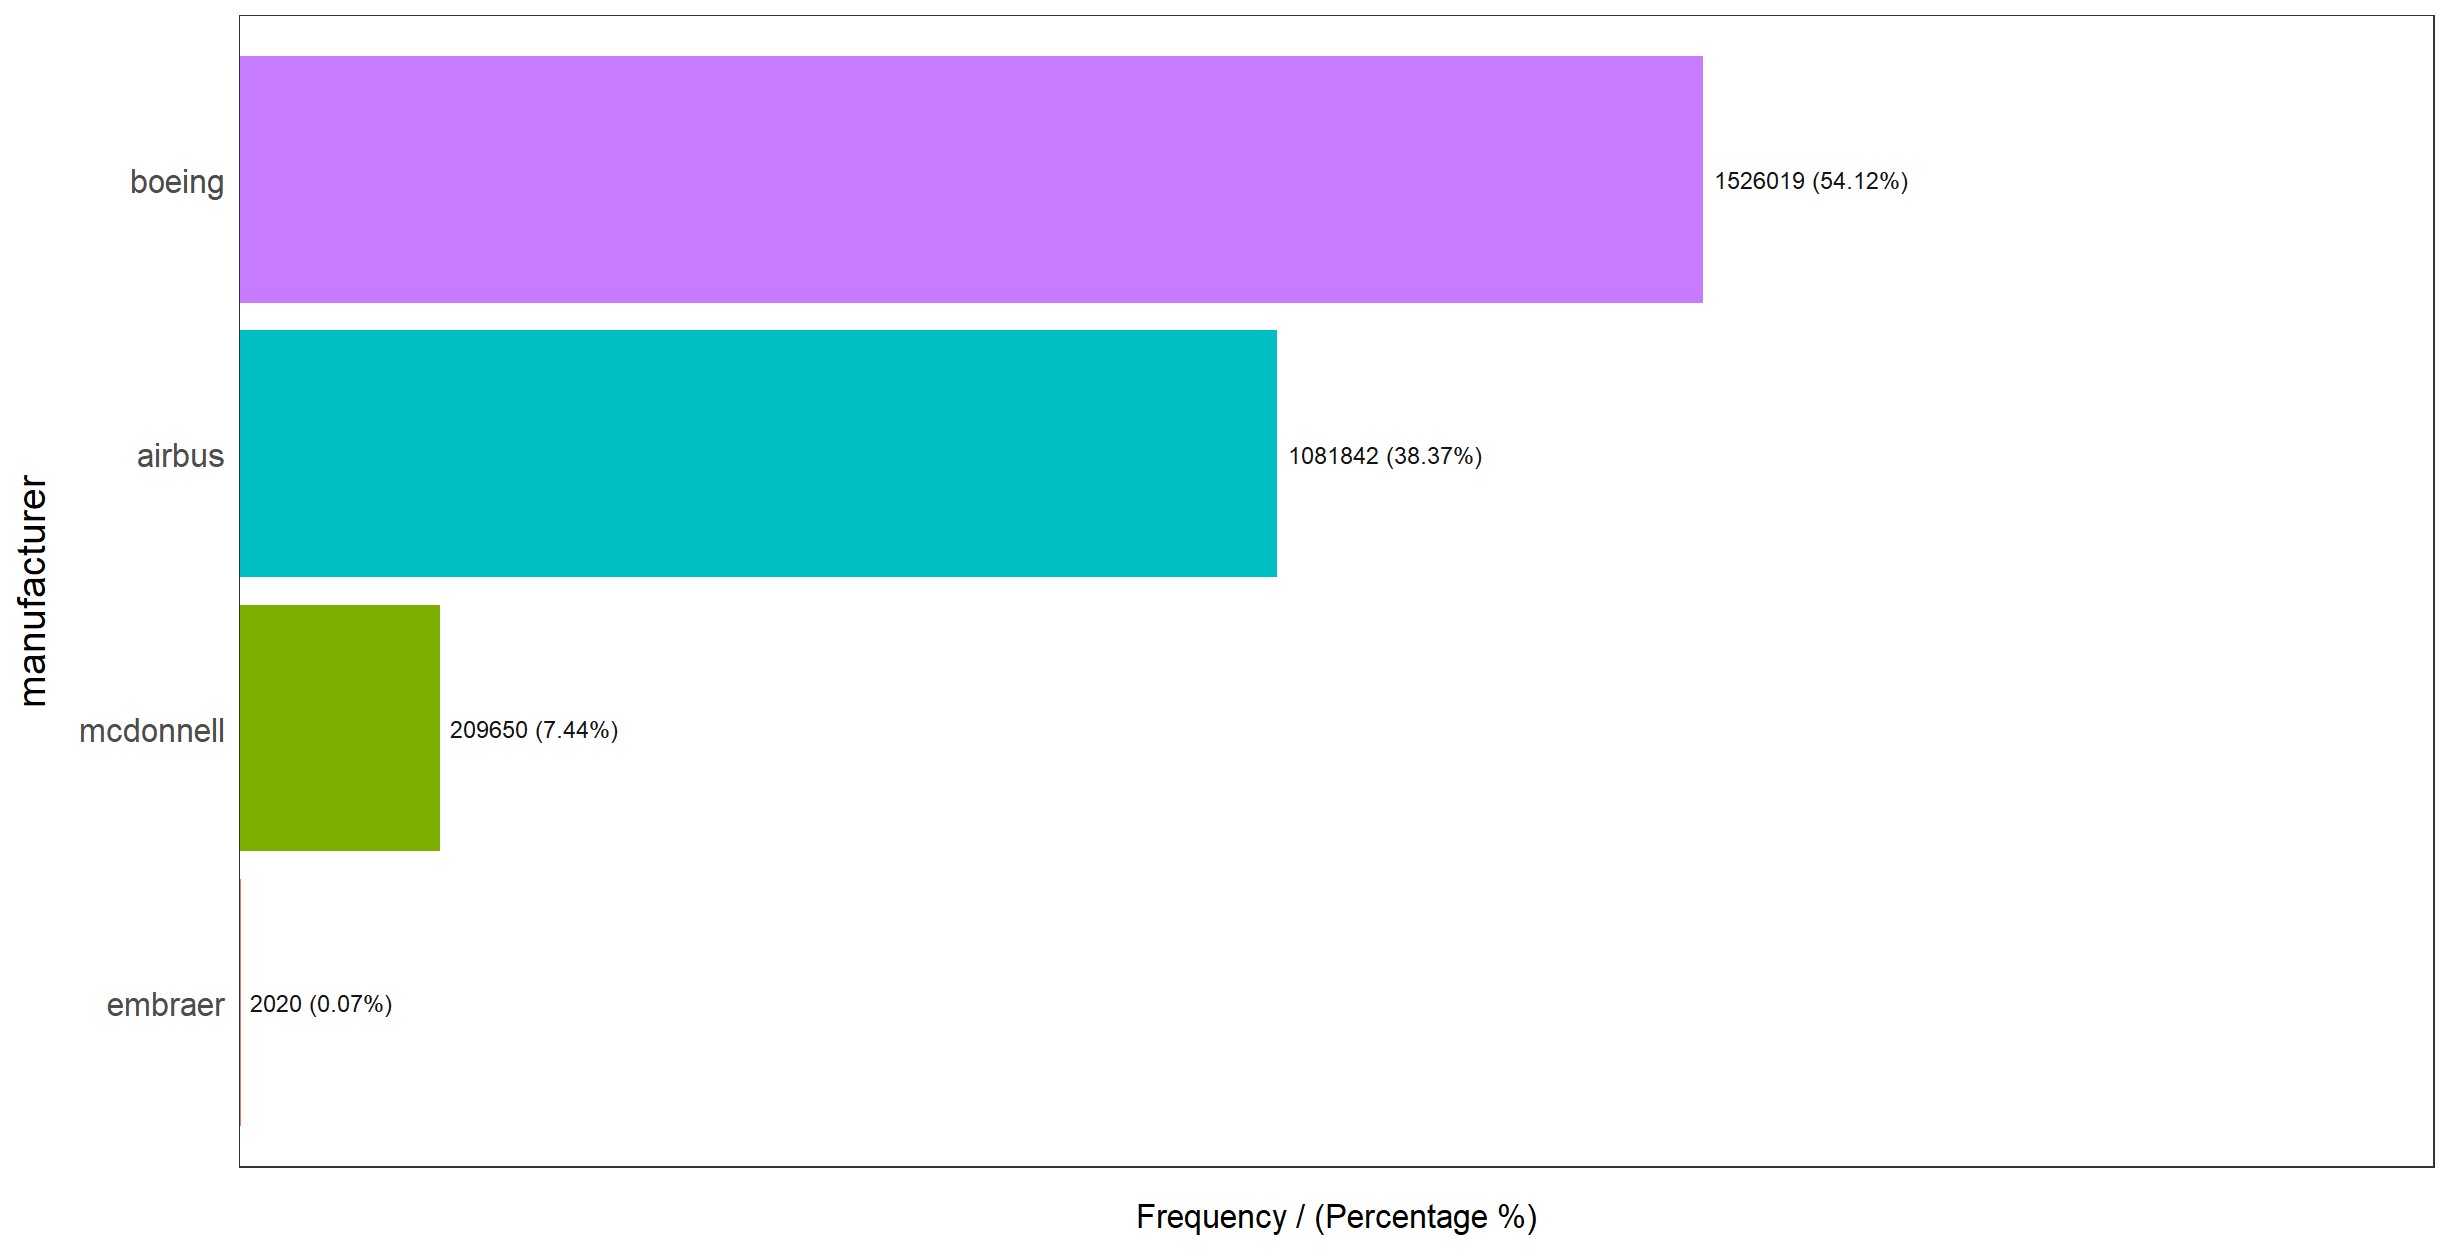 manufacturer
boeing
1526019 (54.12%)
airbus
1081842 (38.37%)
mcdonnell
209650 (7.44%)
embraer
2020 (0.07%)
Frequency / (Percentage %)